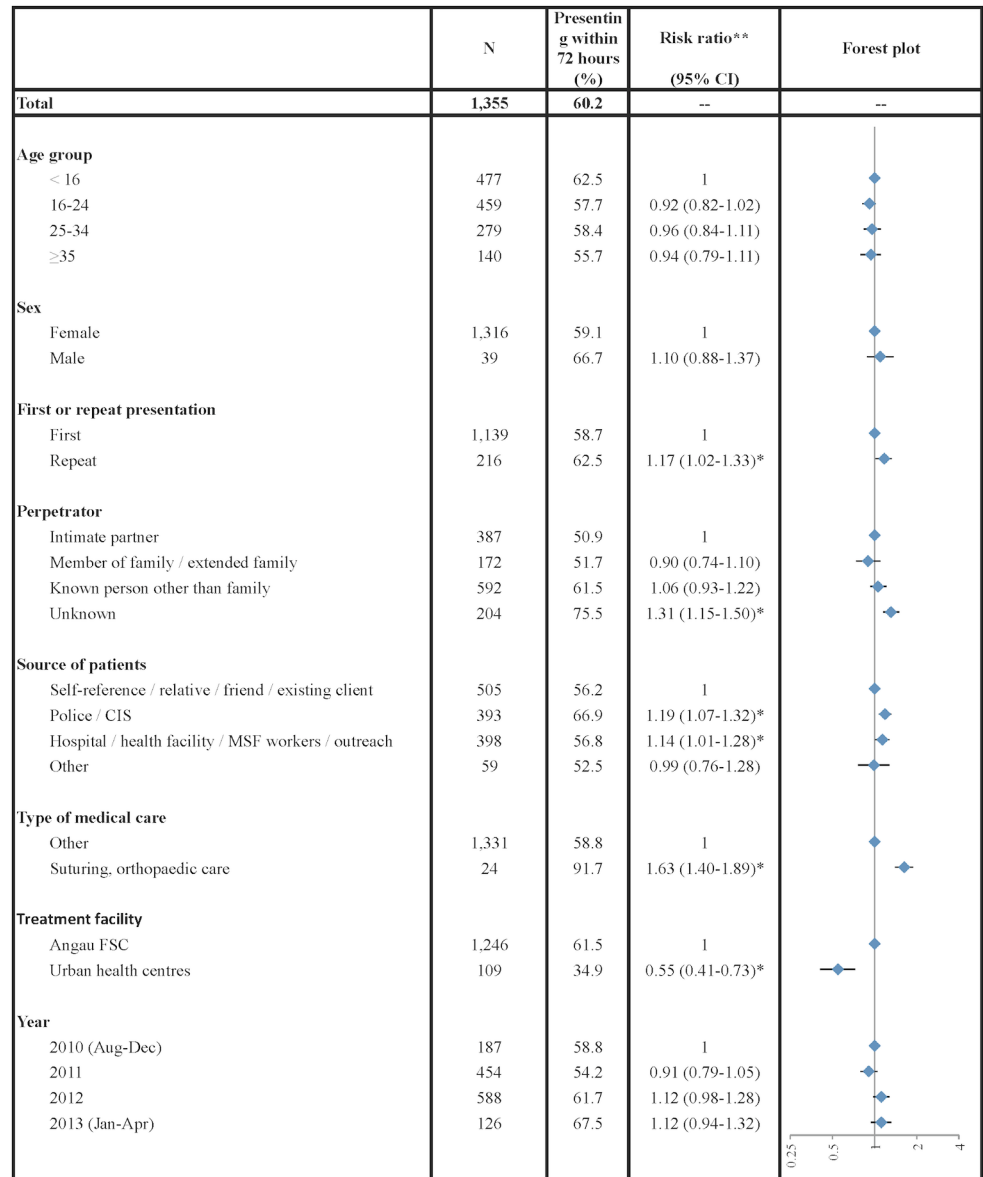 N Presentin g within 72 hours (%) Risk ratio** (95% CI) Forest plot
Total 1,355 60.2 -- --
Age group
< 16 477 62.5 1
16-24 459 57.7 0.92 (0.82-1.02)
25-34 279 58.4 0.96 (0.84-1.11)
≥35 140 55.7 0.94 (0.79-1.11)
Sex
Female 1,316 59.1 1
Male 39 66.7 1.10 (0.88-1.37)
First or repeat presentation
First 1,139 58.7 1
Repeat 216 62.5 1.17 (1.02-1.33)*
Perpetrator
Intimate partner 387 50.9 1
Member of family / extended family 172 51.7 0.90 (0.74-1.10)
Known person other than family 592 61.5 1.06 (0.93-1.22)
Unknown 204 75.5 1.31 (1.15-1.50)*
Source of patients
Self-reference / relative / friend / existing client 505 56.2 1
Police / CIS 393 66.9 1.19 (1.07-1.32)*
Hospital / health facility / MSF workers / outreach 398 56.8 1.14 (1.01-1.28)*
Other 59 52.5 0.99 (0.76-1.28)
Type of medical care
Other 1,331 58.8 1
Suturing, orthopaedic care 24 91.7 1.63 (1.40-1.89)*
Treatment facility
Angau FSC 1,246 61.5 1
Urban health centres 109 34.9 0.55 (0.41-0.73)*
Year
2010 (Aug-Dec) 187 58.8 1
2011 454 54.2 0.91 (0.79-1.05)
2012 588 61.7 1.12 (0.98-1.28)
2013 (Jan-Apr) 126 67.5 1.12 (0.94-1.32)
0.25 0.5 1 2 4